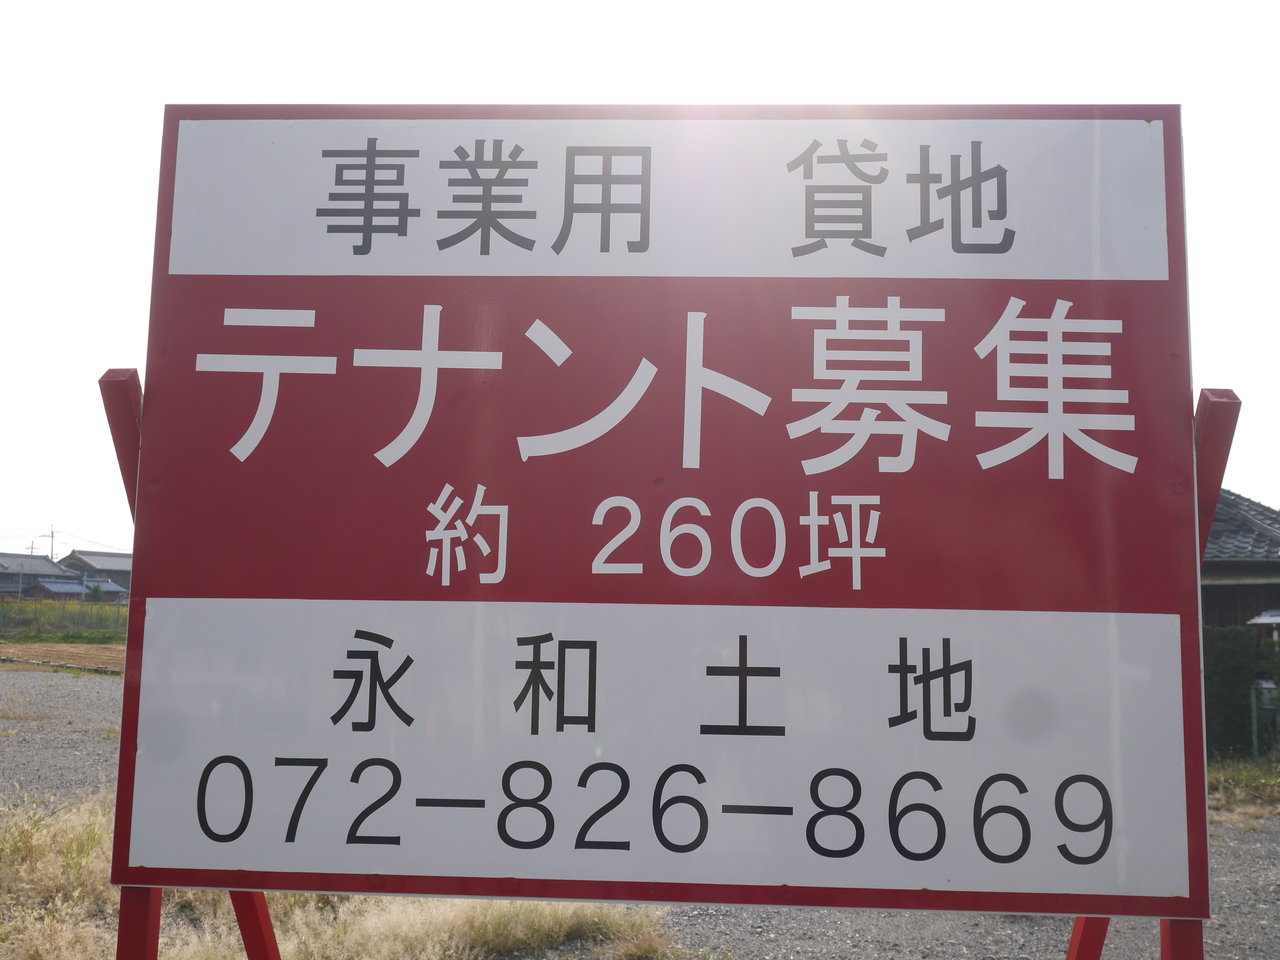 事業用　貸地
テナント募集
約 260坪
永和土地
072-826-8669